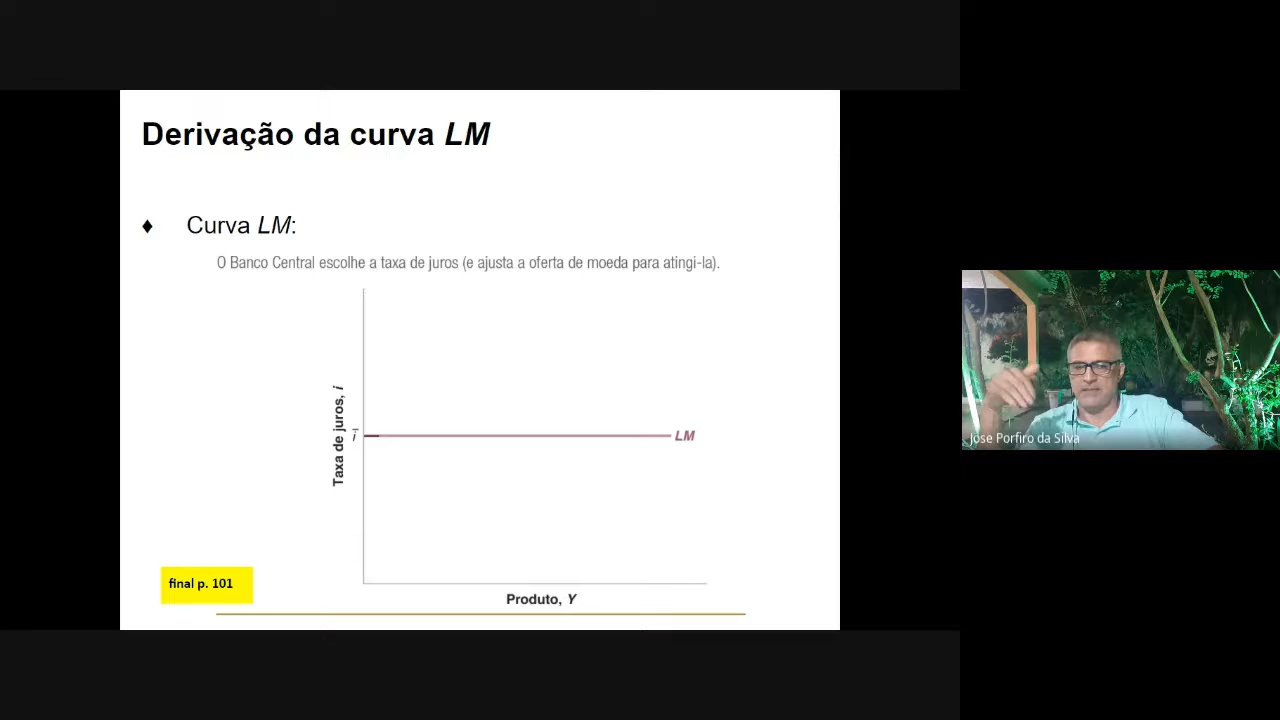 Derivação da curva LM
♦ Curva LM:
O Banco Central escolhe a taxa de juros (e ajusta a oferta de moeda para atingi-la).
Taxa de juros, i
ī
LM
Jose Porfiro da Silva
final p. 101
Produto, Y